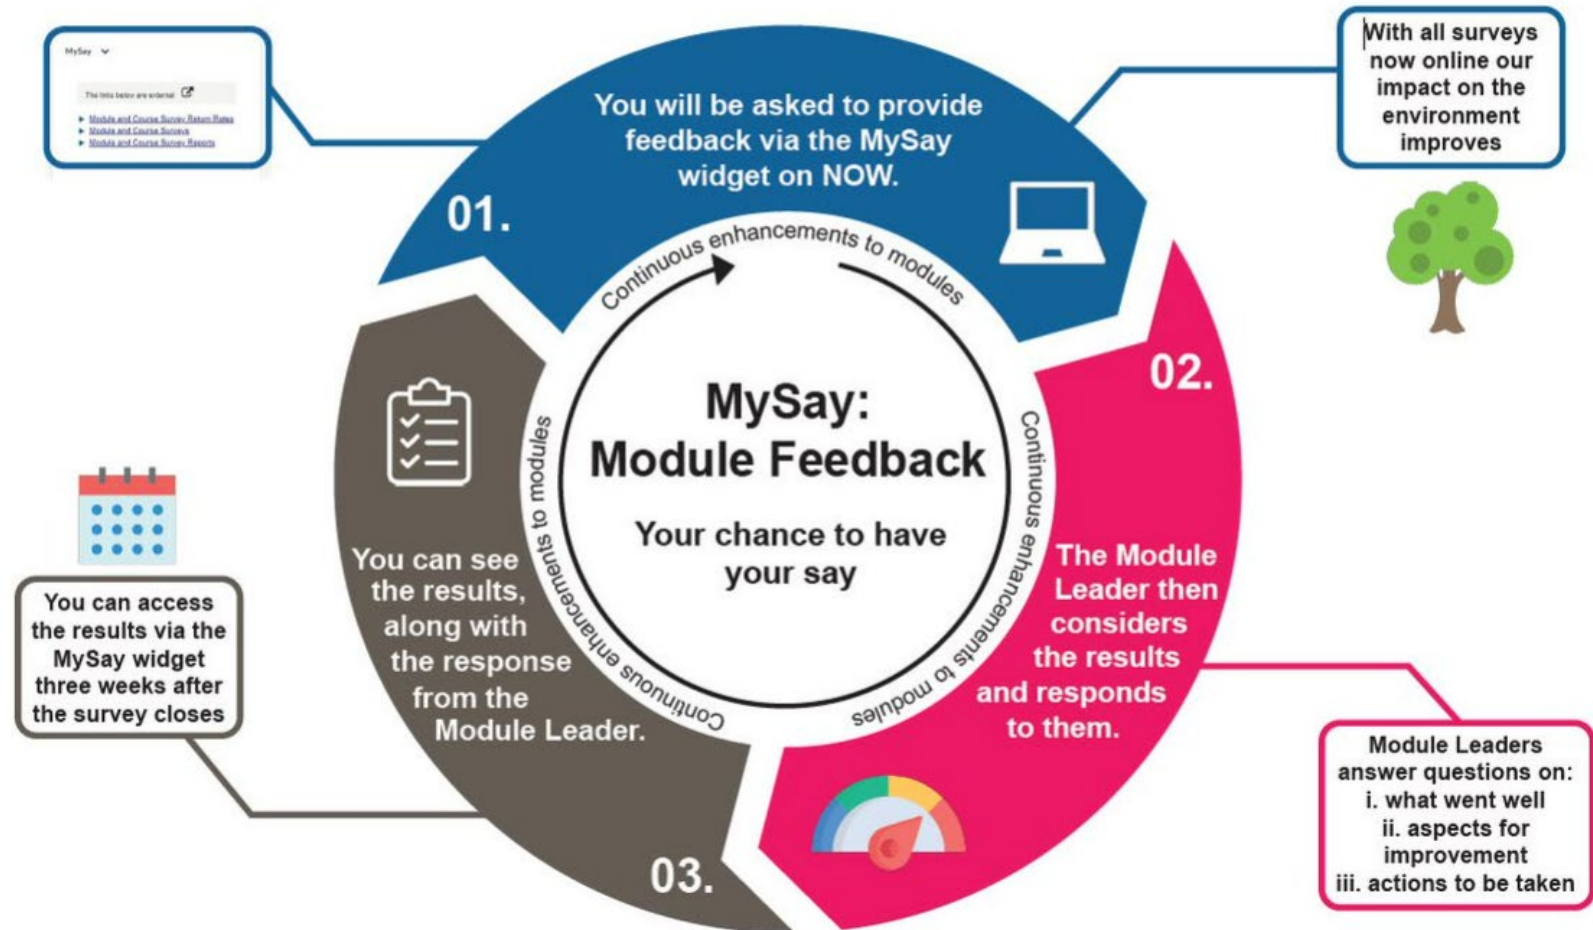 MySay
The links below are external
Module and Course Survey Return Rates
Module and Course Surveys
Module and Course Survey Reports
You will be asked to provide
feedback via the MySay
widget on NOW.
01.
With all surveys
now online our
impact on the
environment
improves
Continuous enhancements to modules
02.
MySay:
Module Feedback
Your chance to have
your say
Continuous enhancements to modules
The Module
Leader then
considers
the results
and responds
to them.
Module Leaders
answer questions on:
i. what went well
ii. aspects for
improvement
iii. actions to be taken
Continuous enhancements to modules
You can see
the results,
along with
the response
from the
Module Leader.
03.
You can access
the results via the
MySay widget
three weeks after
the survey closes